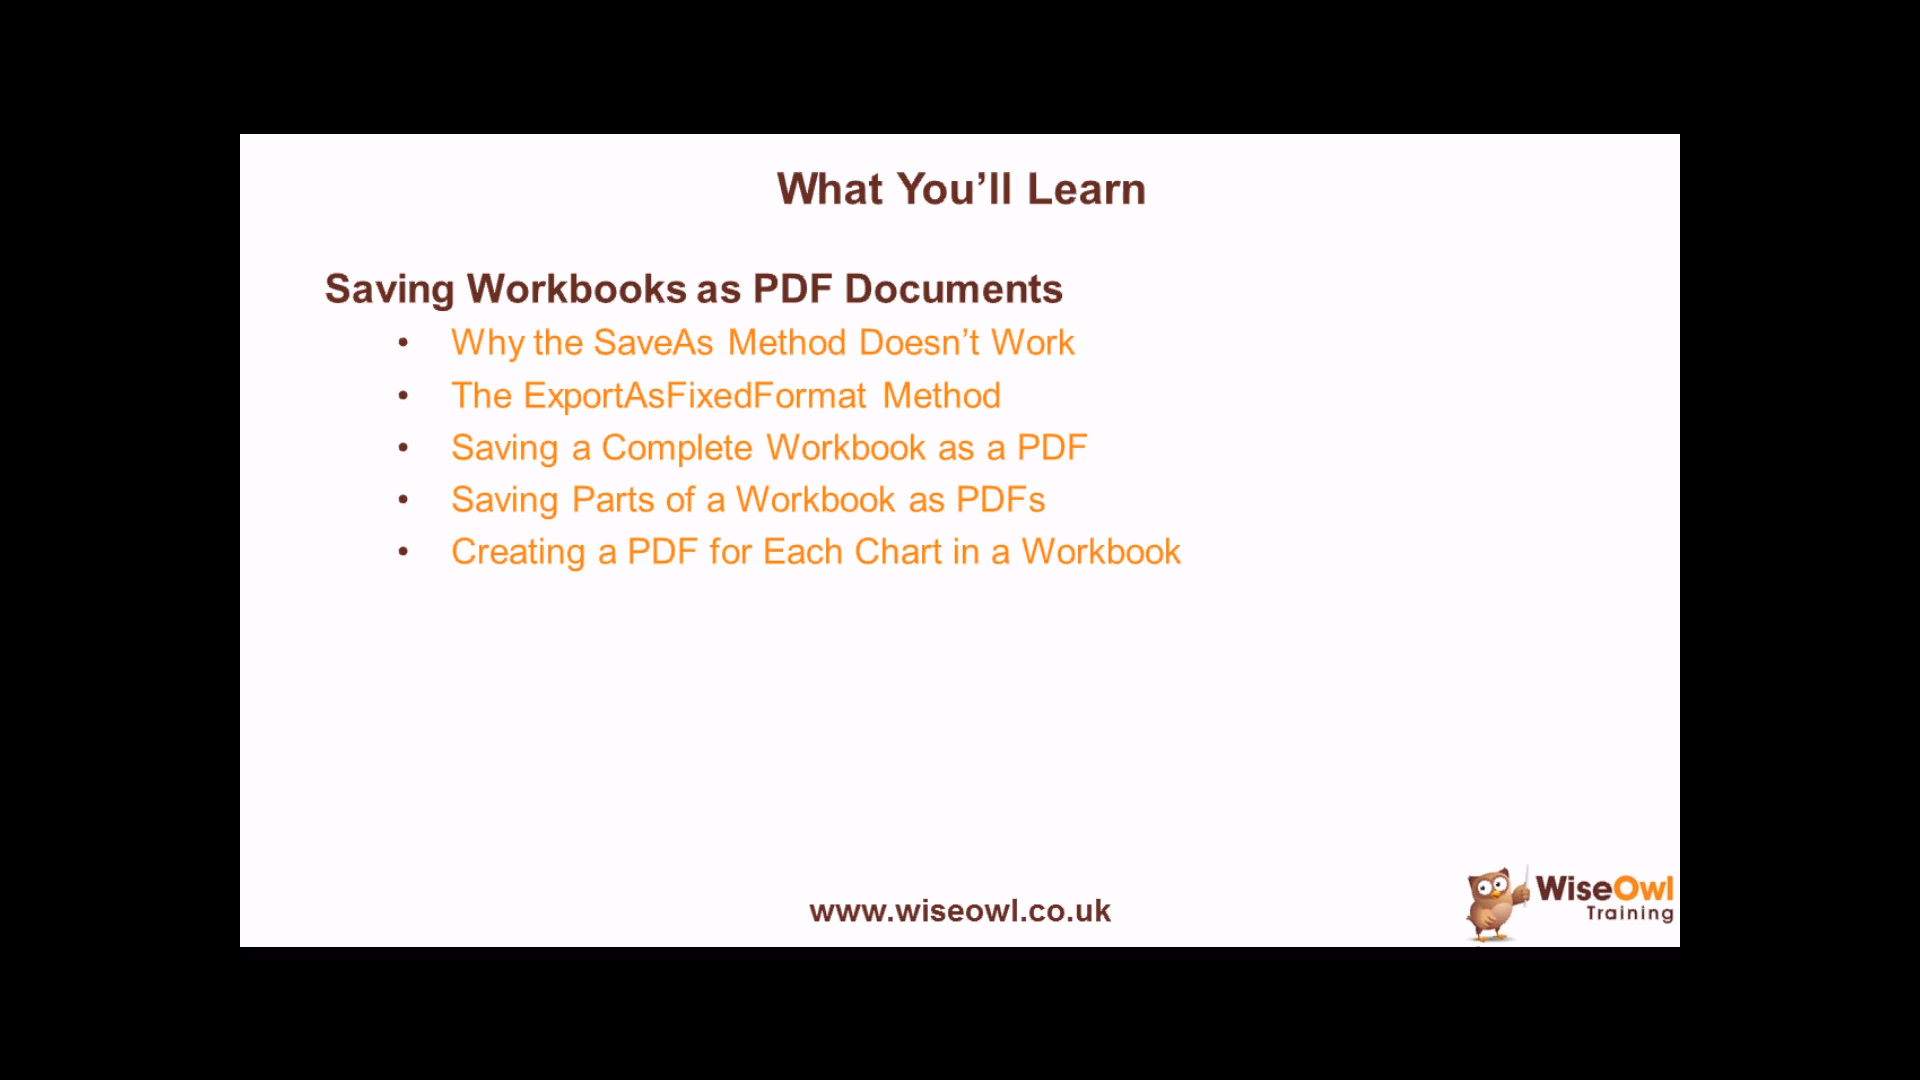 What You’ll Learn
Saving Workbooks as PDF Documents
• Why the SaveAs Method Doesn’t Work
• The ExportAsFixedFormat Method
• Saving a Complete Workbook as a PDF
• Saving Parts of a Workbook as PDFs
• Creating a PDF for Each Chart in a Workbook
www.wiseowl.co.uk
WiseOwl
Training